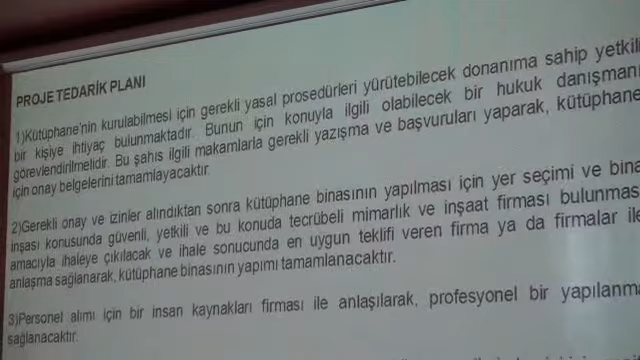 PROJE TEDARİK PLANI
1)Kütüphane'nin kurulabilmesi için gerekli yasal prosedürleri yürütebilecek donanıma sahip yetkili
bir kişiye ihtiyaç bulunmaktadır. Bunun için konuyla ilgili olabilecek bir hukuk danışmanı
görevlendirilmelidir. Bu şahıs ilgili makamlarla gerekli yazışma ve başvuruları yaparak, kütüphane
için onay belgelerini tamamlayacaktır.
2)Gerekli onay ve izinler alındıktan sonra kütüphane binasının yapılması için yer seçimi ve bina
inşası konusunda güvenli, yetkili ve bu konuda tecrübeli mimarlık ve inşaat firması bulunması
amacıyla ihaleye çıkılacak ve ihale sonucunda en uygun teklifi veren firma ya da firmalar ile
anlaşma sağlanarak, kütüphane binasının yapımı tamamlanacaktır.
3)Personel alımı için bir insan kaynakları firması ile anlaşılarak, profesyonel bir yapılanma
sağlanacaktır.